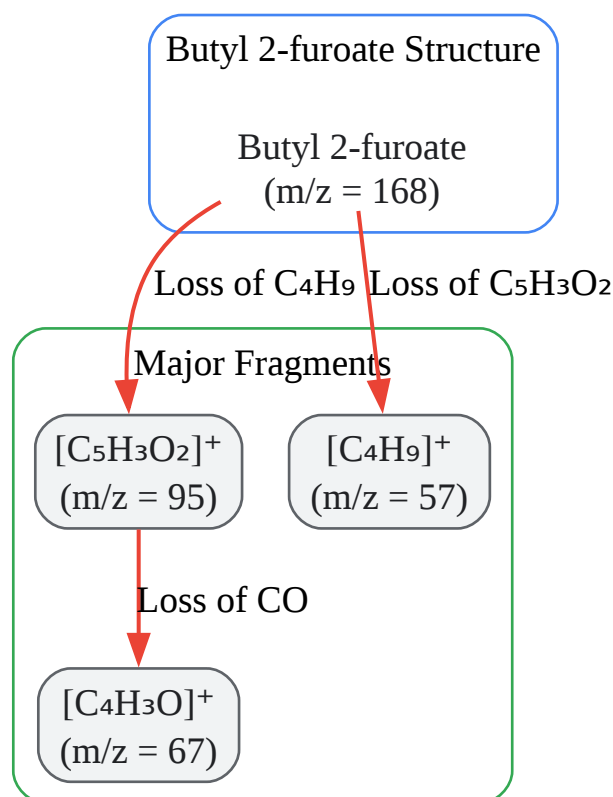 Butyl 2-furoate Structure
Butyl 2-furoate
(m/z = 168)
Loss of C₄H₉
Loss of C₅H₃O₂
Major Fragments
[C₅H₃O₂]⁺
(m/z = 95)
[C₄H₉]⁺
(m/z = 57)
Loss of CO
[C₄H₃O]⁺
(m/z = 67)